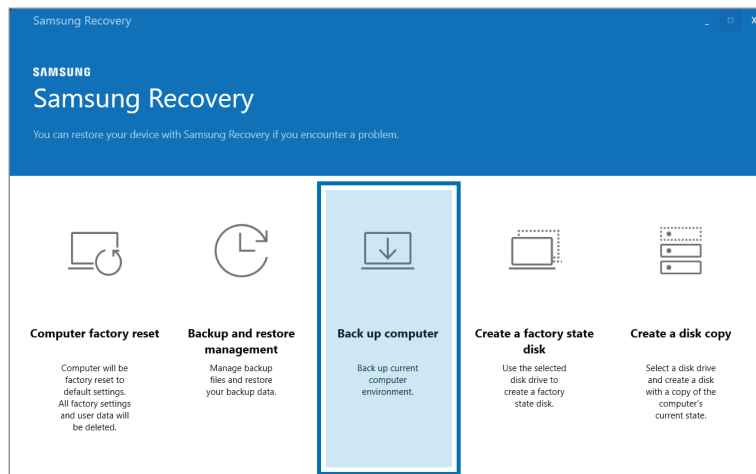 Samsung Recovery
SAMSUNG
Samsung Recovery
You can restore your device with Samsung Recovery if you encounter a problem.
Computer factory reset
Computer will be
factory reset to
default settings.
All factory settings
and user data will
be deleted.
Backup and restore
management
Manage backup
files and restore
your backup data.
Back up computer
Back up current
computer
environment.
Create a factory state
disk
Use the selected
disk drive to
create a factory
state disk.
Create a disk copy
Select a disk drive
and create a disk
with a copy of the
computer's
current state.